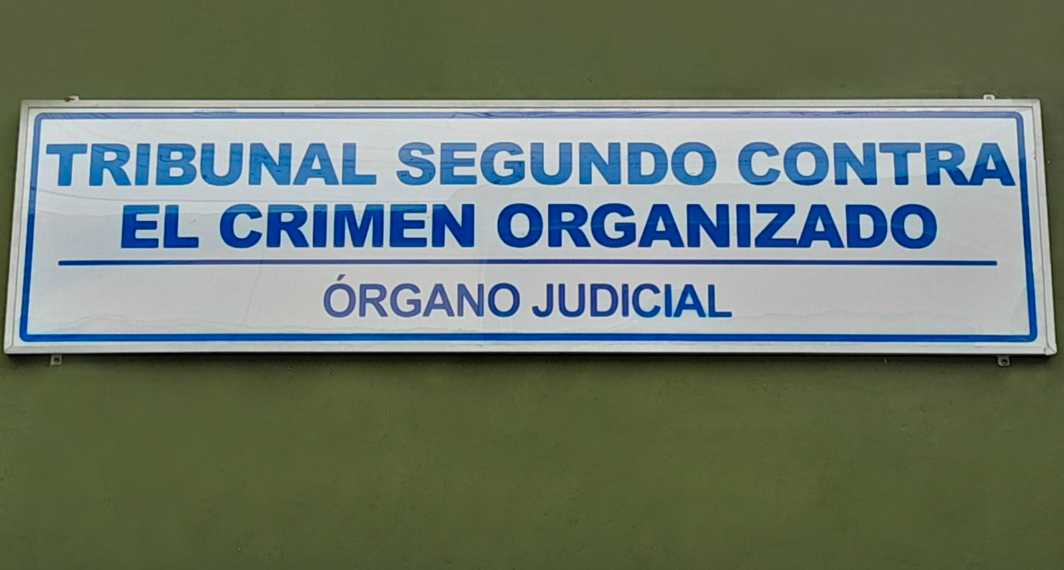 TRIBUNAL SEGUNDO CONTRA
EL CRIMEN ORGANIZADO
ÓRGANO JUDICIAL